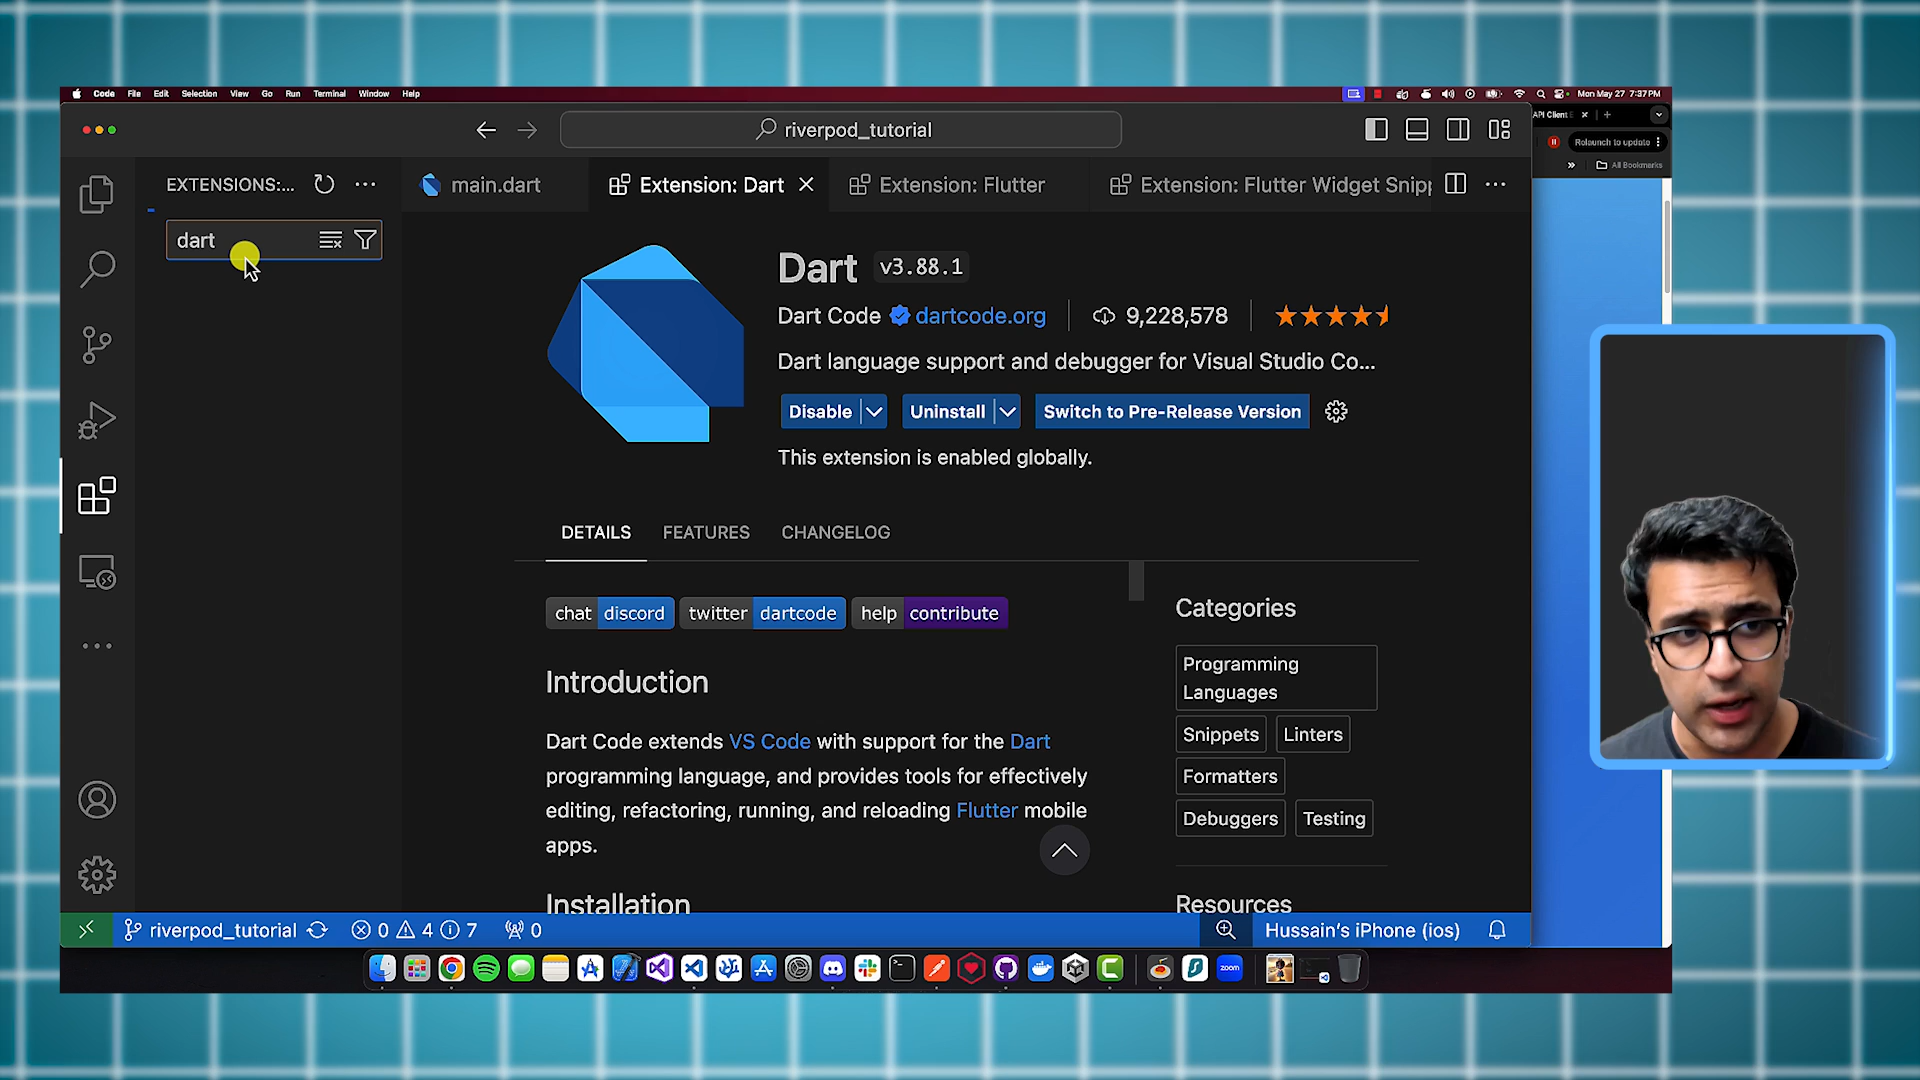 Code File Edit Selection View Go Run Terminal Window Help
Mon May 27 7:37 PM
API Client
riverpod_tutorial
Relaunch to update
All Bookmarks
EXTENSIONS:...
main.dart
Extension: Dart
Extension: Flutter
Extension: Flutter Widget Snipp
dart
Dart v3.88.1
Dart Code dartcode.org 9,228,578
Dart language support and debugger for Visual Studio Co...
Disable Uninstall Switch to Pre-Release Version
This extension is enabled globally.
DETAILS FEATURES CHANGELOG
chat discord twitter dartcode help contribute
Introduction
Dart Code extends VS Code with support for the Dart
programming language, and provides tools for effectively
editing, refactoring, running, and reloading Flutter mobile
apps.
Installation
Categories
Programming
Languages
Snippets Linters
Formatters
Debuggers Testing
Resources
riverpod_tutorial 0 4 7 0
Hussain's iPhone (ios)
zoom